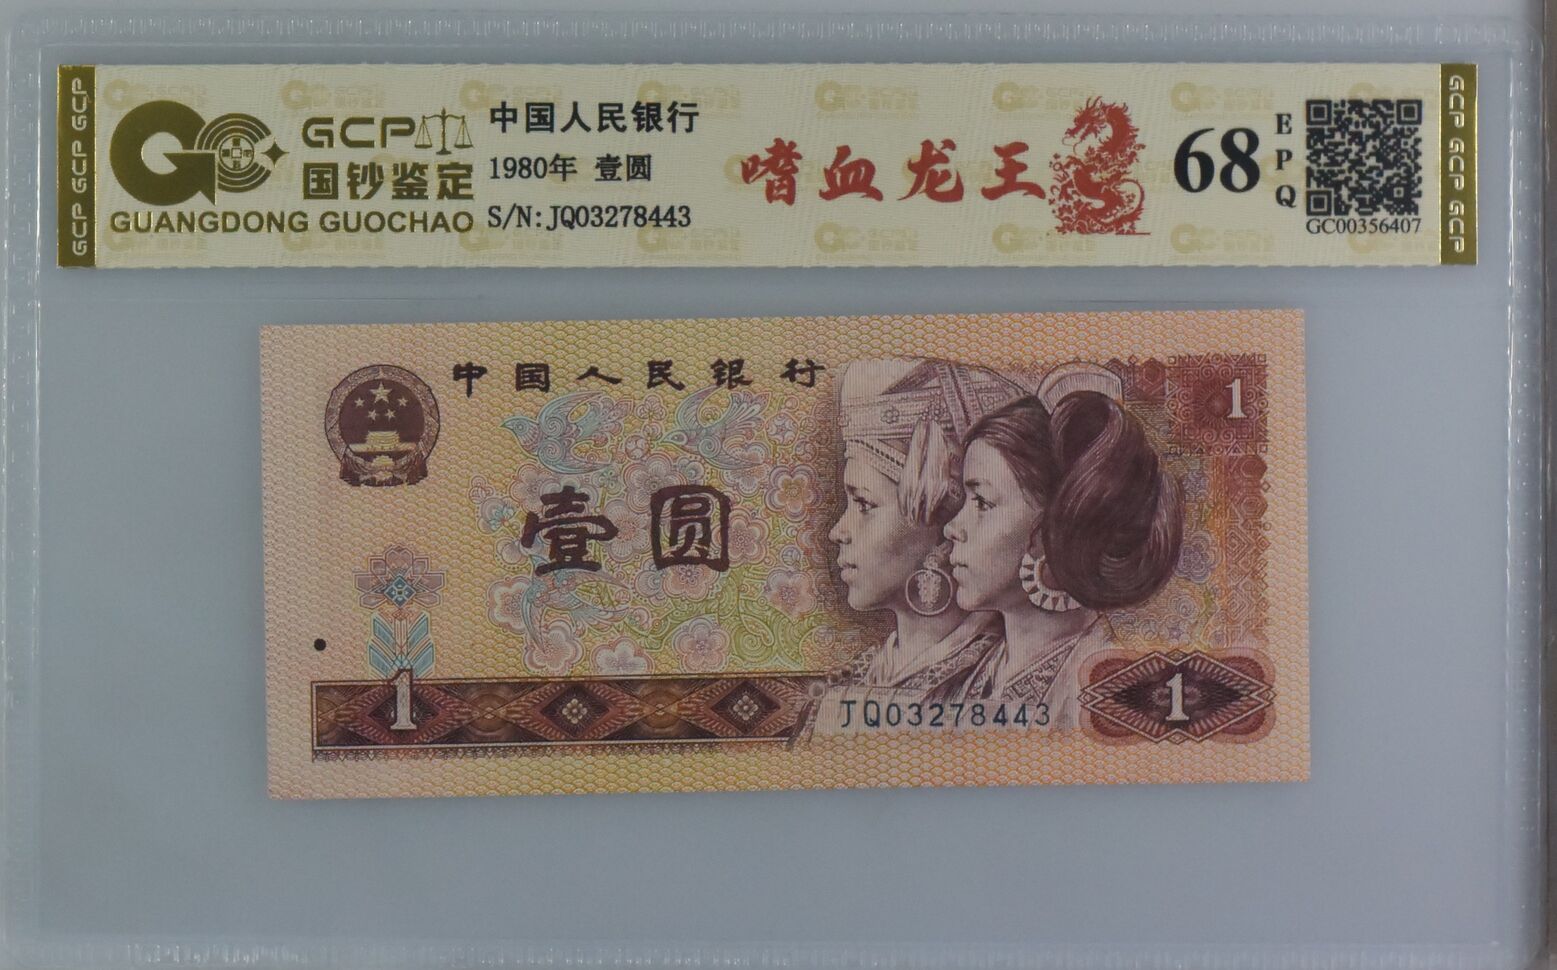 GCP GCP GCP
GCP
国钞鉴定
GUANGDONG GUOCHAO
中国人民银行
1980年 壹圆
S/N: JQ03278443
嗜血龙王
68
EPQ
GC00356407
GCP GCP GCP
中国人民银行
1
壹圆
1
JQ03278443
1